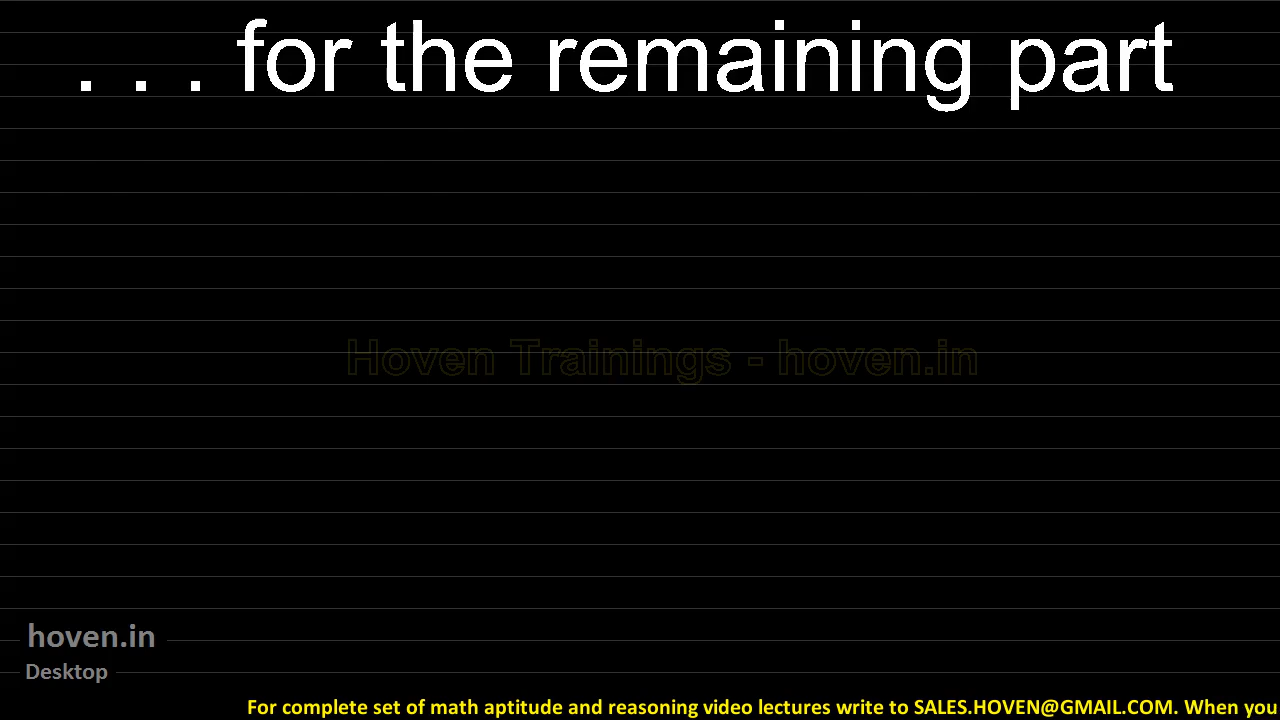 . . . for the remaining part
Hoven Trainings - hoven.in
hoven.in
Desktop
For complete set of math aptitude and reasoning video lectures write to SALES.HOVEN@GMAIL.COM. When you